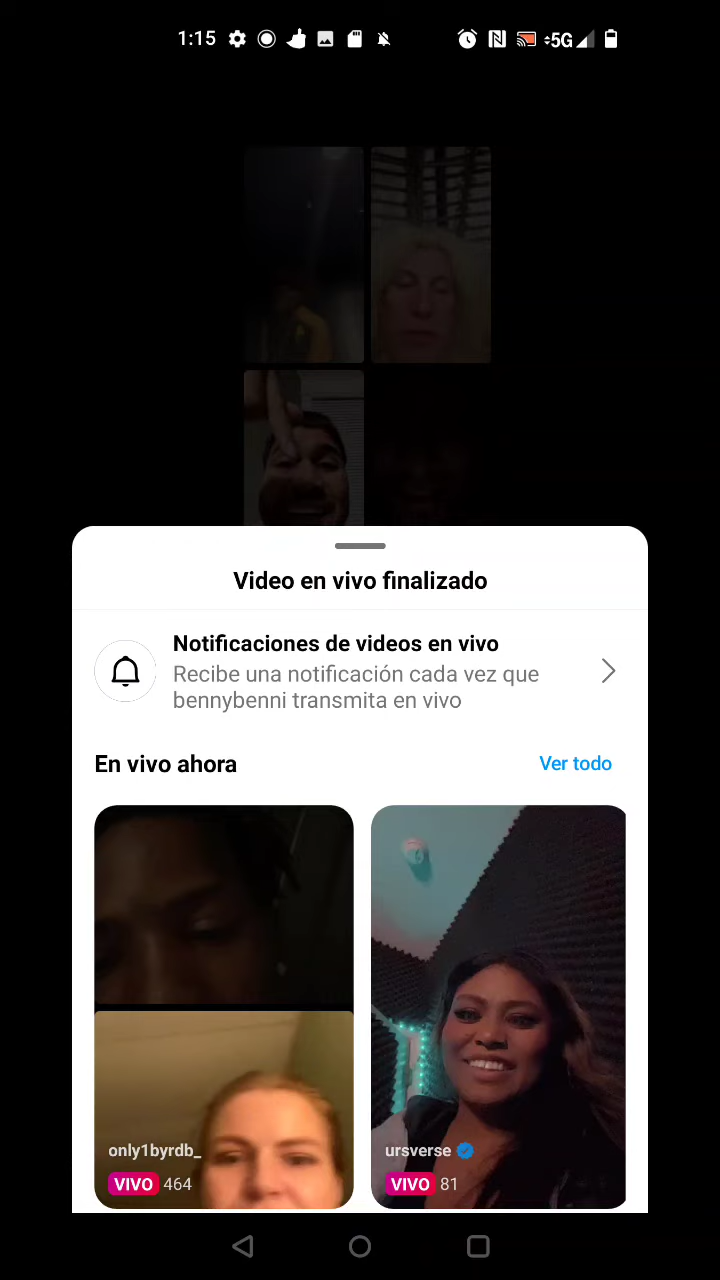 1:15
5G
Video en vivo finalizado
Notificaciones de videos en vivo
Recibe una notificación cada vez que
bennybenni transmita en vivo
En vivo ahora
Ver todo
only1byrdb_
VIVO 464
ursverse
VIVO 81